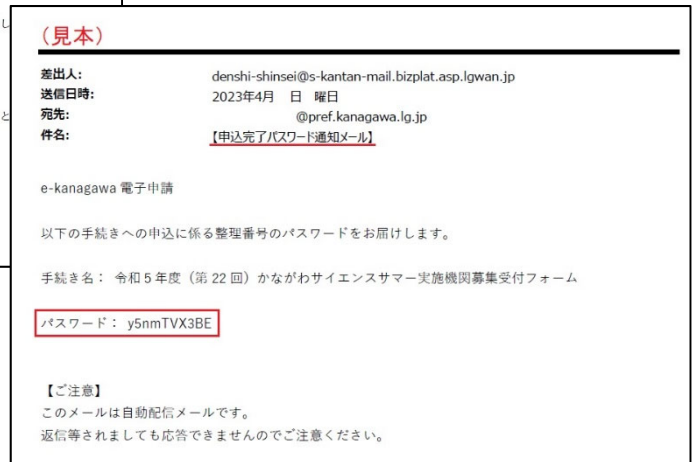 し
と
（見本）
差出人: denshi-shinsei@s-kantan-mail.bizplat.asp.lgwan.jp
送信日時: 2023年4月　日　曜日
宛先: @pref.kanagawa.lg.jp
件名: 【申込完了パスワード通知メール】
e-kanagawa 電子申請
以下の手続きへの申込に係る整理番号のパスワードをお届けします。
手続き名： 令和５年度（第 22 回）かながわサイエンスサマー実施機関募集受付フォーム
パスワード： y5nmTVX3BE
【ご注意】
このメールは自動配信メールです。
返信等されましても応答できませんのでご注意ください。